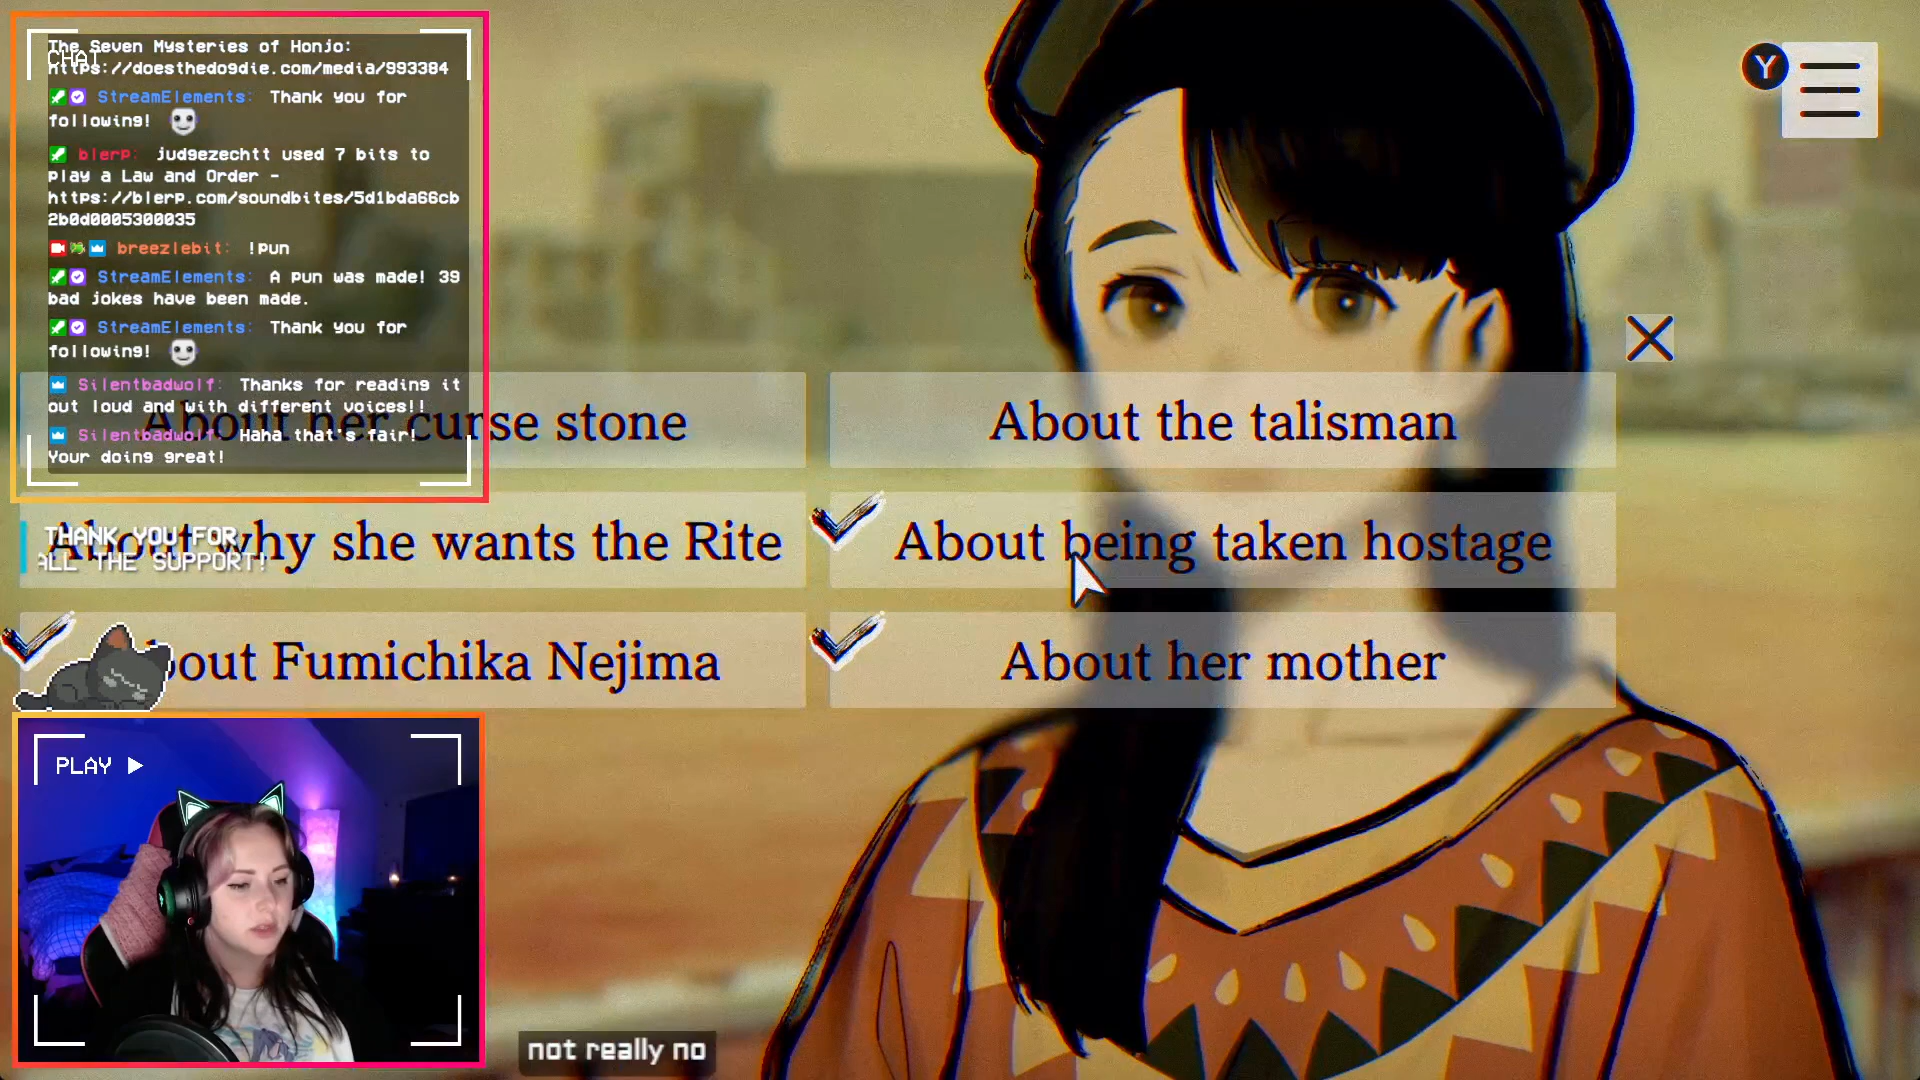 The Seven Mysteries of Honjo:
CHAT
https://doesthedogdie.com/media/993384
StreamElements: Thank you for
following!
blerp: judgezechtt used 7 bits to
play a Law and Order -
https://blerp.com/soundbites/5d1bda66cb
2b0d0005300035
breezlebit: !pun
StreamElements: A pun was made! 39
bad jokes have been made.
StreamElements: Thank you for
following!
Silentbadwolf: Thanks for reading it
out loud and with different voices!!
Silentbadwolf: Haha that's fair!
Your doing great!
Y
About her curse stone
About the talisman
About why she wants the Rite
About being taken hostage
THANK YOU FOR
ALL THE SUPPORT!
About Fumichika Nejima
About her mother
PLAY
not really no